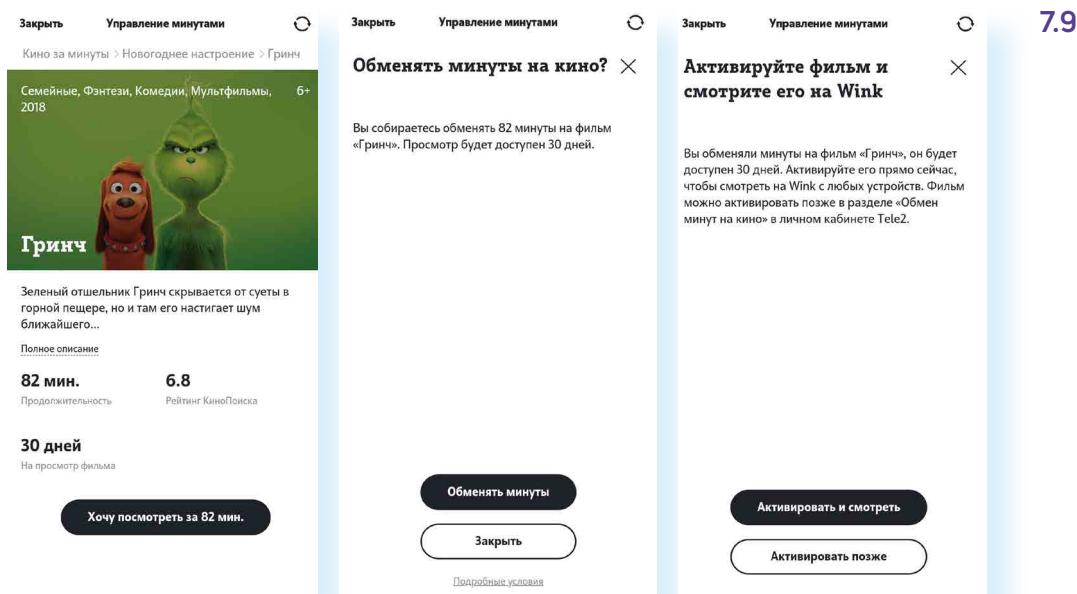 7.9
Закрыть Управление минутами
Кино за минуты > Новогоднее настроение > Гринч
Семейные, Фэнтези, Комедии, Мультфильмы, 6+
2018
Гринч
Зеленый отшельник Гринч скрывается от суеты в
горной пещере, но и там его настигает шум
ближайшего...
Полное описание
82 мин. 6.8
Продолжительность Рейтинг КиноПоиска
30 дней
На просмотр фильма
Хочу посмотреть за 82 мин.
Закрыть Управление минутами
Обменять минуты на кино?
Вы собираетесь обменять 82 минуты на фильм
«Гринч». Просмотр будет доступен 30 дней.
Обменять минуты
Закрыть
Подробные условия
Закрыть Управление минутами
Активируйте фильм и
смотрите его на Wink
Вы обменяли минуты на фильм «Гринч», он будет
доступен 30 дней. Активируйте его прямо сейчас,
чтобы смотреть на Wink с любых устройств. Фильм
можно активировать позже в разделе «Обмен
минут на кино» в личном кабинете Tele2.
Активировать и смотреть
Активировать позже